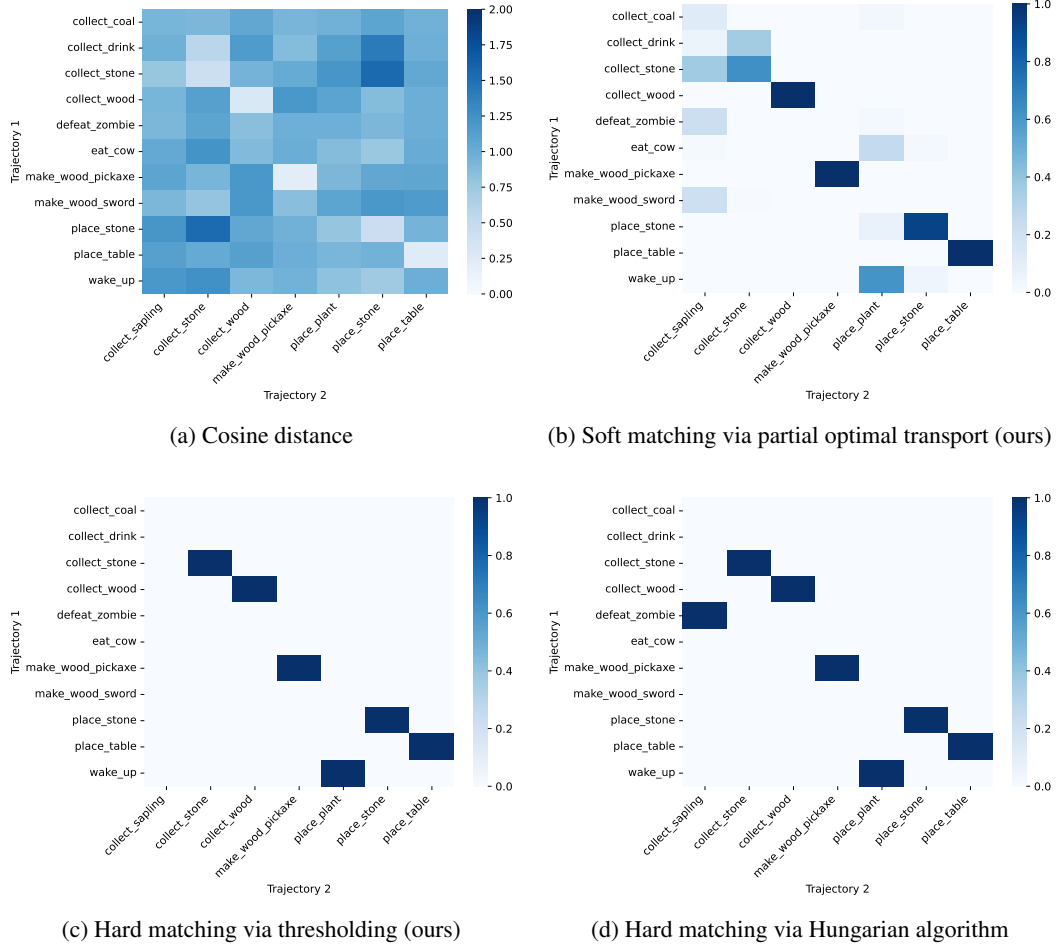 collect_coal
collect_drink
collect_stone
collect_wood
defeat_zombie
eat_cow
make_wood_pickaxe
make_wood_sword
place_stone
place_table
wake_up
Trajectory 1
collect_sapling
collect_stone
collect_wood
make_wood_pickaxe
place_plant
place_stone
place_table
Trajectory 2
2.00
1.75
1.50
1.25
1.00
0.75
0.50
0.25
0.00
(a) Cosine distance
collect_coal
collect_drink
collect_stone
collect_wood
defeat_zombie
eat_cow
make_wood_pickaxe
make_wood_sword
place_stone
place_table
wake_up
Trajectory 1
collect_sapling
collect_stone
collect_wood
make_wood_pickaxe
place_plant
place_stone
place_table
Trajectory 2
1.0
0.8
0.6
0.4
0.2
0.0
(b) Soft matching via partial optimal transport (ours)
collect_coal
collect_drink
collect_stone
collect_wood
defeat_zombie
eat_cow
make_wood_pickaxe
make_wood_sword
place_stone
place_table
wake_up
Trajectory 1
collect_sapling
collect_stone
collect_wood
make_wood_pickaxe
place_plant
place_stone
place_table
Trajectory 2
1.0
0.8
0.6
0.4
0.2
0.0
(c) Hard matching via thresholding (ours)
collect_coal
collect_drink
collect_stone
collect_wood
defeat_zombie
eat_cow
make_wood_pickaxe
make_wood_sword
place_stone
place_table
wake_up
Trajectory 1
collect_sapling
collect_stone
collect_wood
make_wood_pickaxe
place_plant
place_stone
place_table
Trajectory 2
1.0
0.8
0.6
0.4
0.2
0.0
(d) Hard matching via Hungarian algorithm